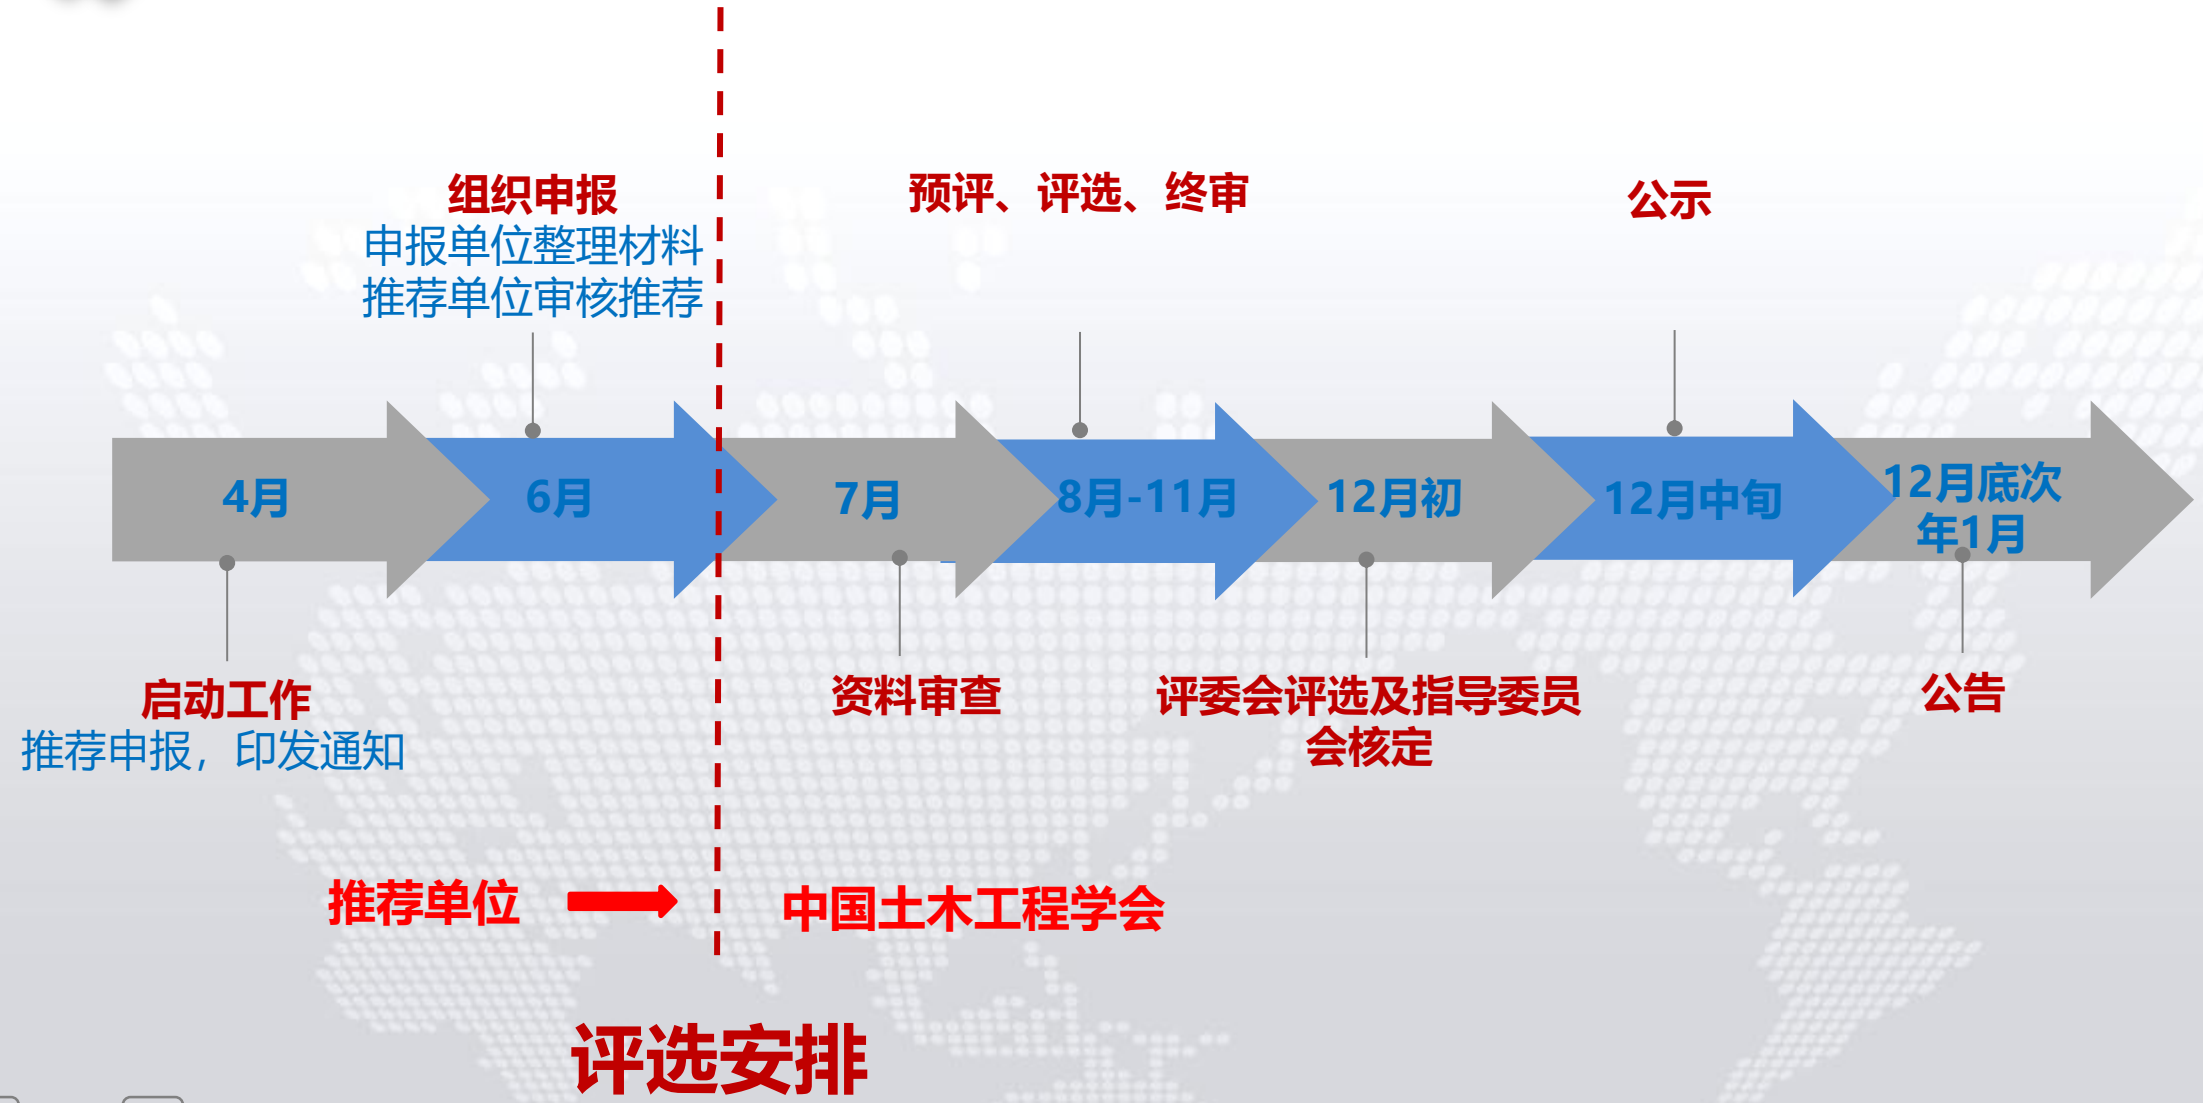 组织申报
申报单位整理材料
推荐单位审核推荐
预评、评选、终审
公示
4月
6月
7月
8月-11月
12月初
12月中旬
12月底次
年1月
启动工作
推荐申报，印发通知
资料审查
评委会评选及指导委员
会核定
公告
推荐单位
中国土木工程学会
评选安排